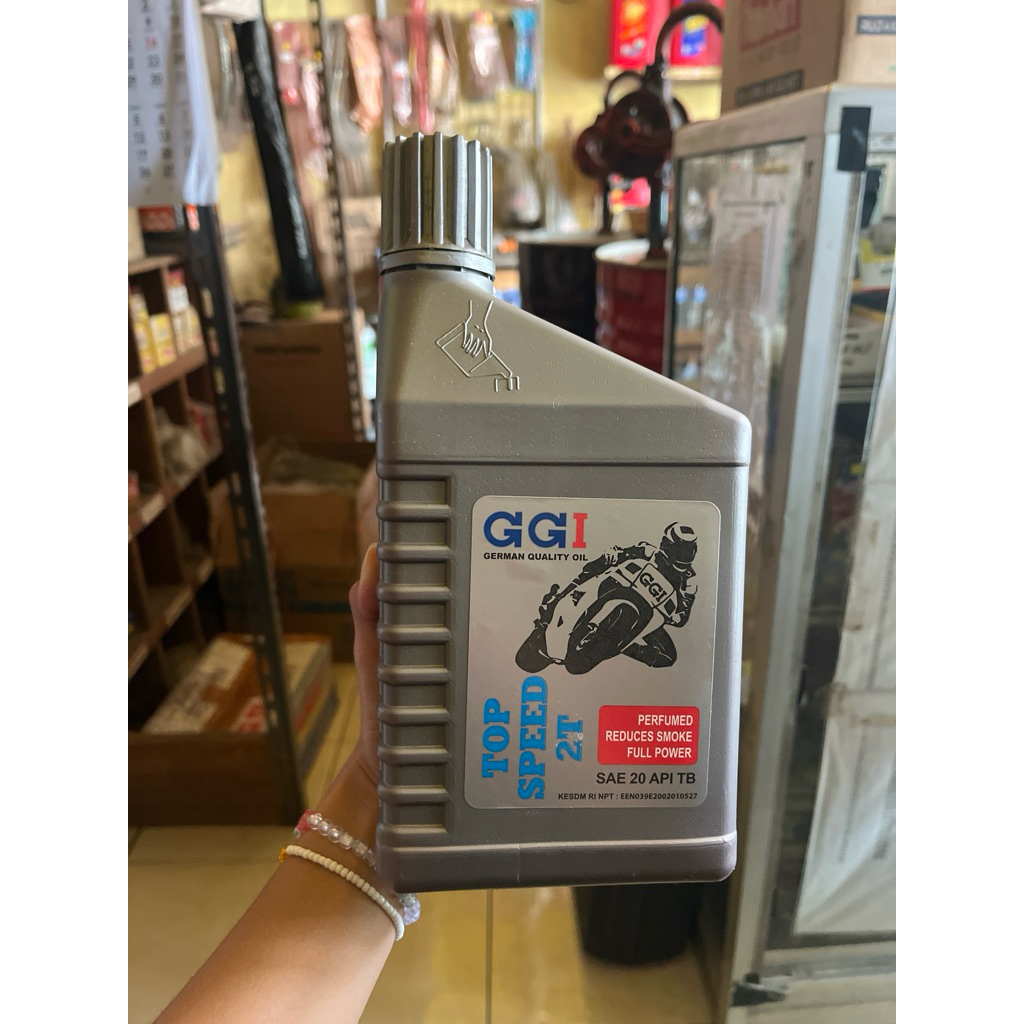 GGI
GERMAN QUALITY OIL
GGI
TOP
SPEED
2T
PERFUMED
REDUCES SMOKE
FULL POWER
SAE 20 API TB
KESDM RI NPT : EEN039E2002010527